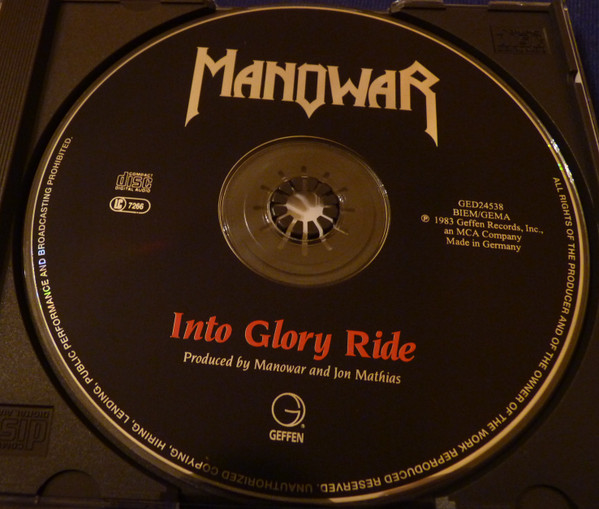 MANOWAR
COMPACT
disc
DIGITAL AUDIO
LC 7266
GED24538
BIEM/GEMA
℗ 1983 Geffen Records, Inc.,
an MCA Company
Made in Germany
Into Glory Ride
Produced by Manowar and Jon Mathias
GEFFEN
ALL RIGHTS OF THE PRODUCER AND OF THE OWNER OF THE WORK REPRODUCED RESERVED. UNAUTHORIZED COPYING, HIRING, LENDING, PUBLIC PERFORMANCE AND BROADCASTING PROHIBITED.